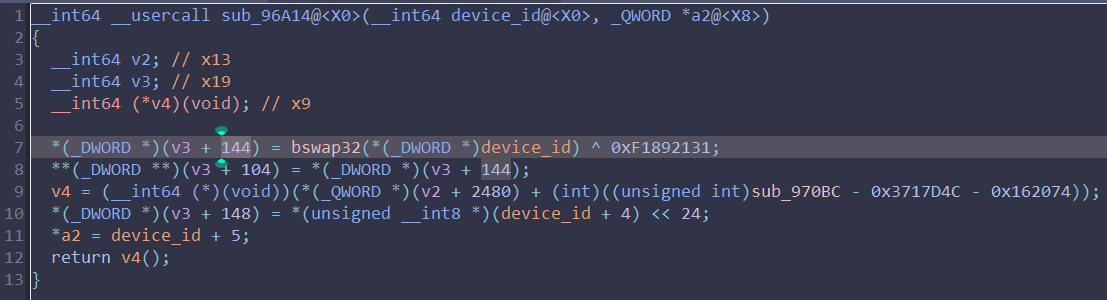 1 __int64 __usercall sub_96A14@<X0>(__int64 device_id@<X0>, _QWORD *a2@<X8>)
2 {
3 __int64 v2; // x13
4 __int64 v3; // x19
5 __int64 (*v4)(void); // x9
6
7 *(_DWORD *)(v3 + 144) = bswap32(*(_DWORD *)device_id) ^ 0xF1892131;
8 **(_DWORD **)(v3 + 104) = *(_DWORD *)(v3 + 144);
9 v4 = (__int64 (*)(void))(*(_QWORD *)(v2 + 2480) + (int)((unsigned int)sub_970BC - 0x3717D4C - 0x162074));
10 *(_DWORD *)(v3 + 148) = *(unsigned __int8 *)(device_id + 4) << 24;
11 *a2 = device_id + 5;
12 return v4();
13 }